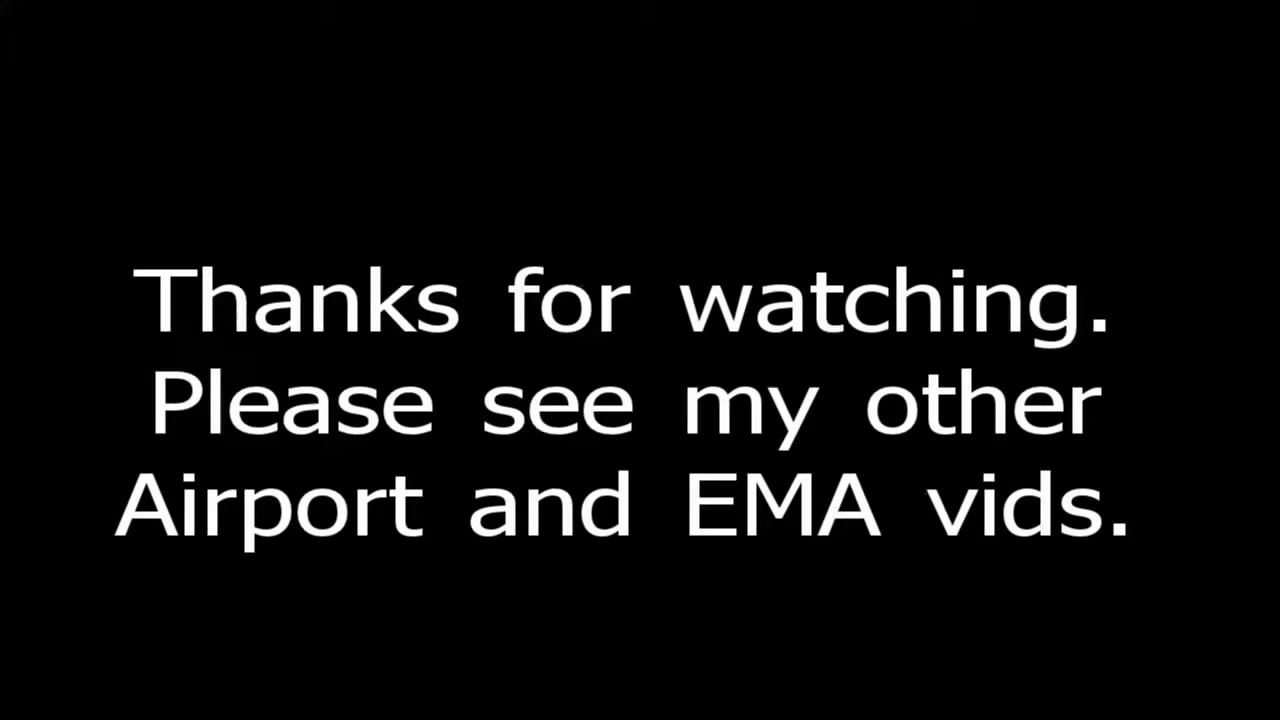 Thanks for watching.
Please see my other
Airport and EMA vids.